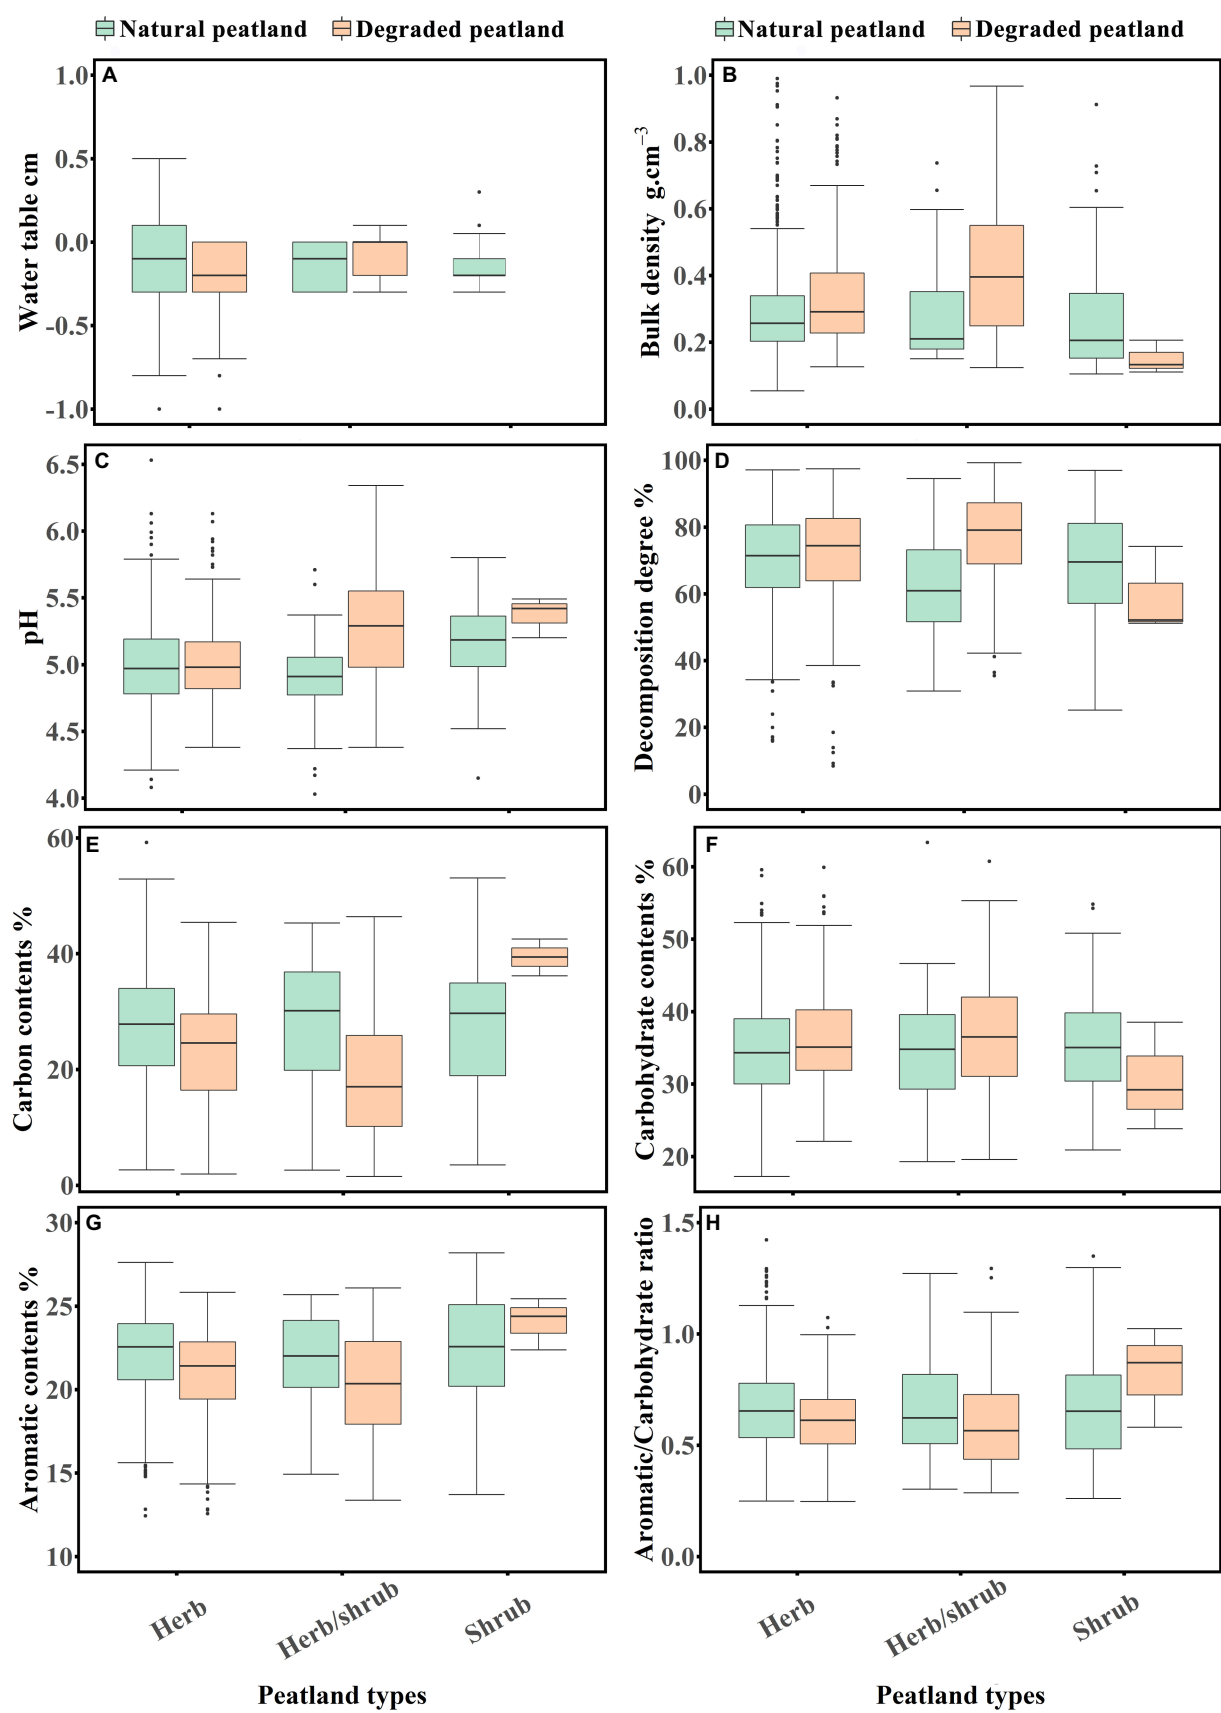 Natural peatland Degraded peatland
Natural peatland Degraded peatland
A
Water table cm
1.0
0.5
0.0
-0.5
-1.0
B
Bulk density g.cm⁻³
1.0
0.8
0.6
0.4
0.2
0.0
C
pH
6.5
6.0
5.5
5.0
4.5
4.0
D
Decomposition degree %
100
80
60
40
20
0
E
Carbon contents %
60
40
20
0
F
Carbohydrate contents %
60
50
40
30
20
G
Aromatic contents %
30
25
20
15
10
H
Aromatic/Carbohydrate ratio
1.5
1.0
0.5
0.0
Herb
Herb/shrub
Shrub
Herb
Herb/shrub
Shrub
Peatland types
Peatland types